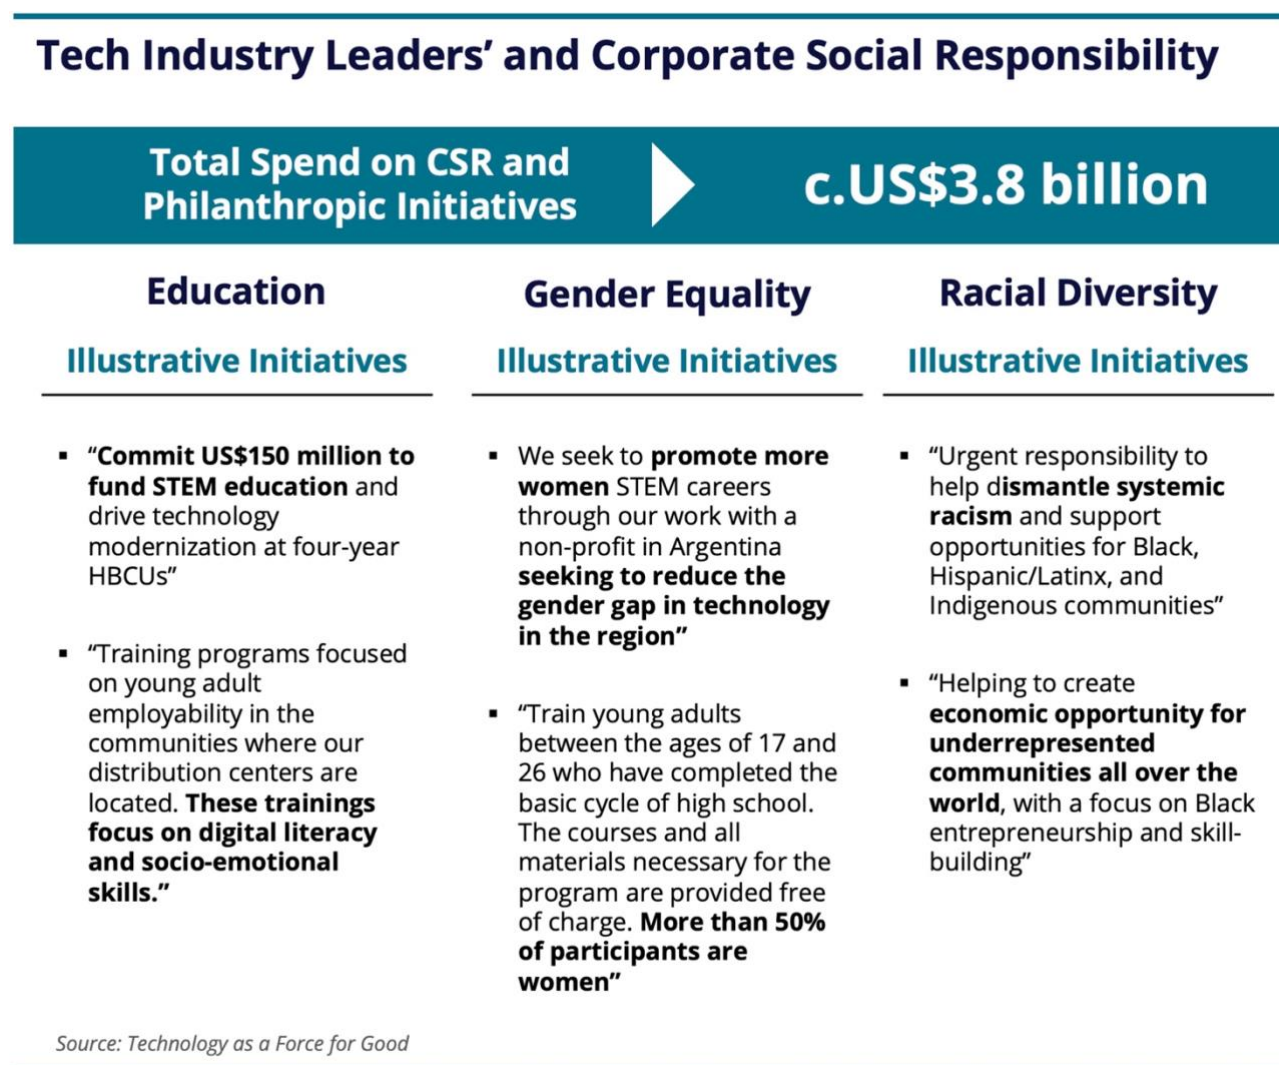 Tech Industry Leaders’ and Corporate Social Responsibility
Total Spend on CSR and
Philanthropic Initiatives
c.US$3.8 billion
Education
Illustrative Initiatives
▪ “Commit US$150 million to
fund STEM education and
drive technology
modernization at four-year
HBCUs”
▪ “Training programs focused
on young adult
employability in the
communities where our
distribution centers are
located. These trainings
focus on digital literacy
and socio-emotional
skills.”
Gender Equality
Illustrative Initiatives
▪ We seek to promote more
women STEM careers
through our work with a
non-profit in Argentina
seeking to reduce the
gender gap in technology
in the region”
▪ “Train young adults
between the ages of 17 and
26 who have completed the
basic cycle of high school.
The courses and all
materials necessary for the
program are provided free
of charge. More than 50%
of participants are
women”
Racial Diversity
Illustrative Initiatives
▪ “Urgent responsibility to
help dismantle systemic
racism and support
opportunities for Black,
Hispanic/Latinx, and
Indigenous communities”
▪ “Helping to create
economic opportunity for
underrepresented
communities all over the
world, with a focus on Black
entrepreneurship and skill-
building”
Source: Technology as a Force for Good